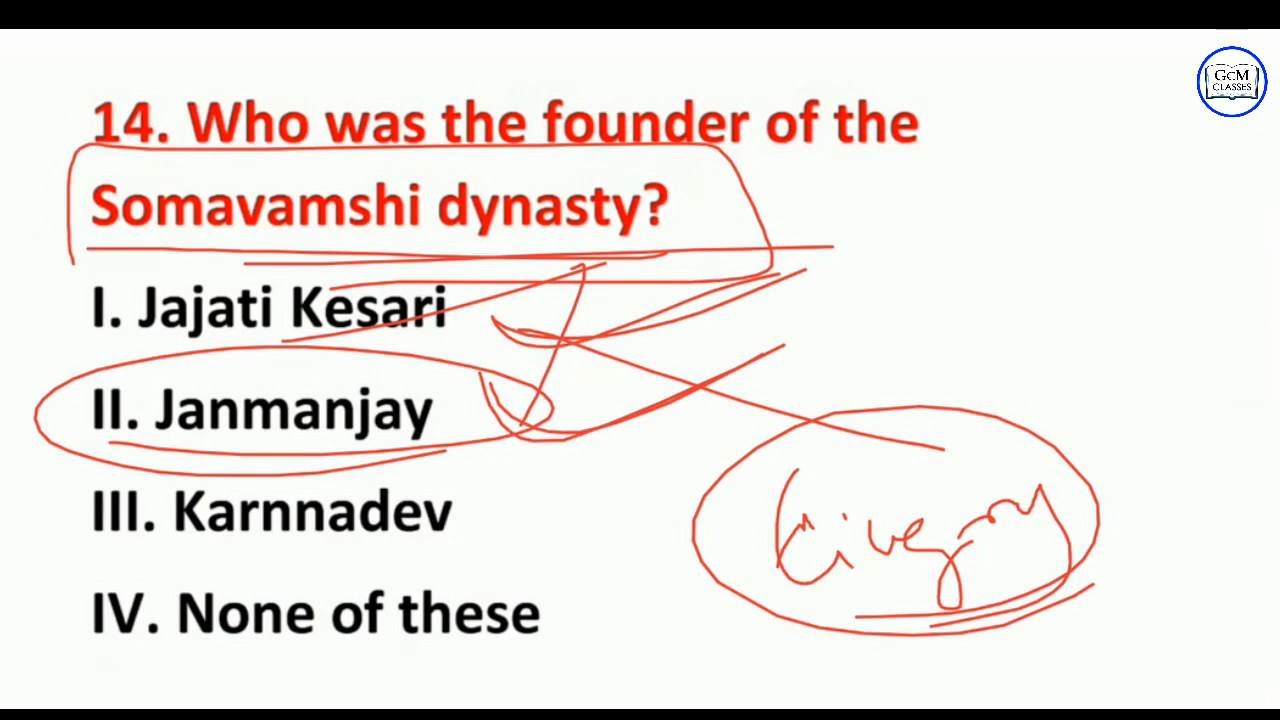 GCM
CLASSES
14. Who was the founder of the
Somavamshi dynasty?
I. Jajati Kesari
II. Janmanjay
III. Karnnadev
IV. None of these